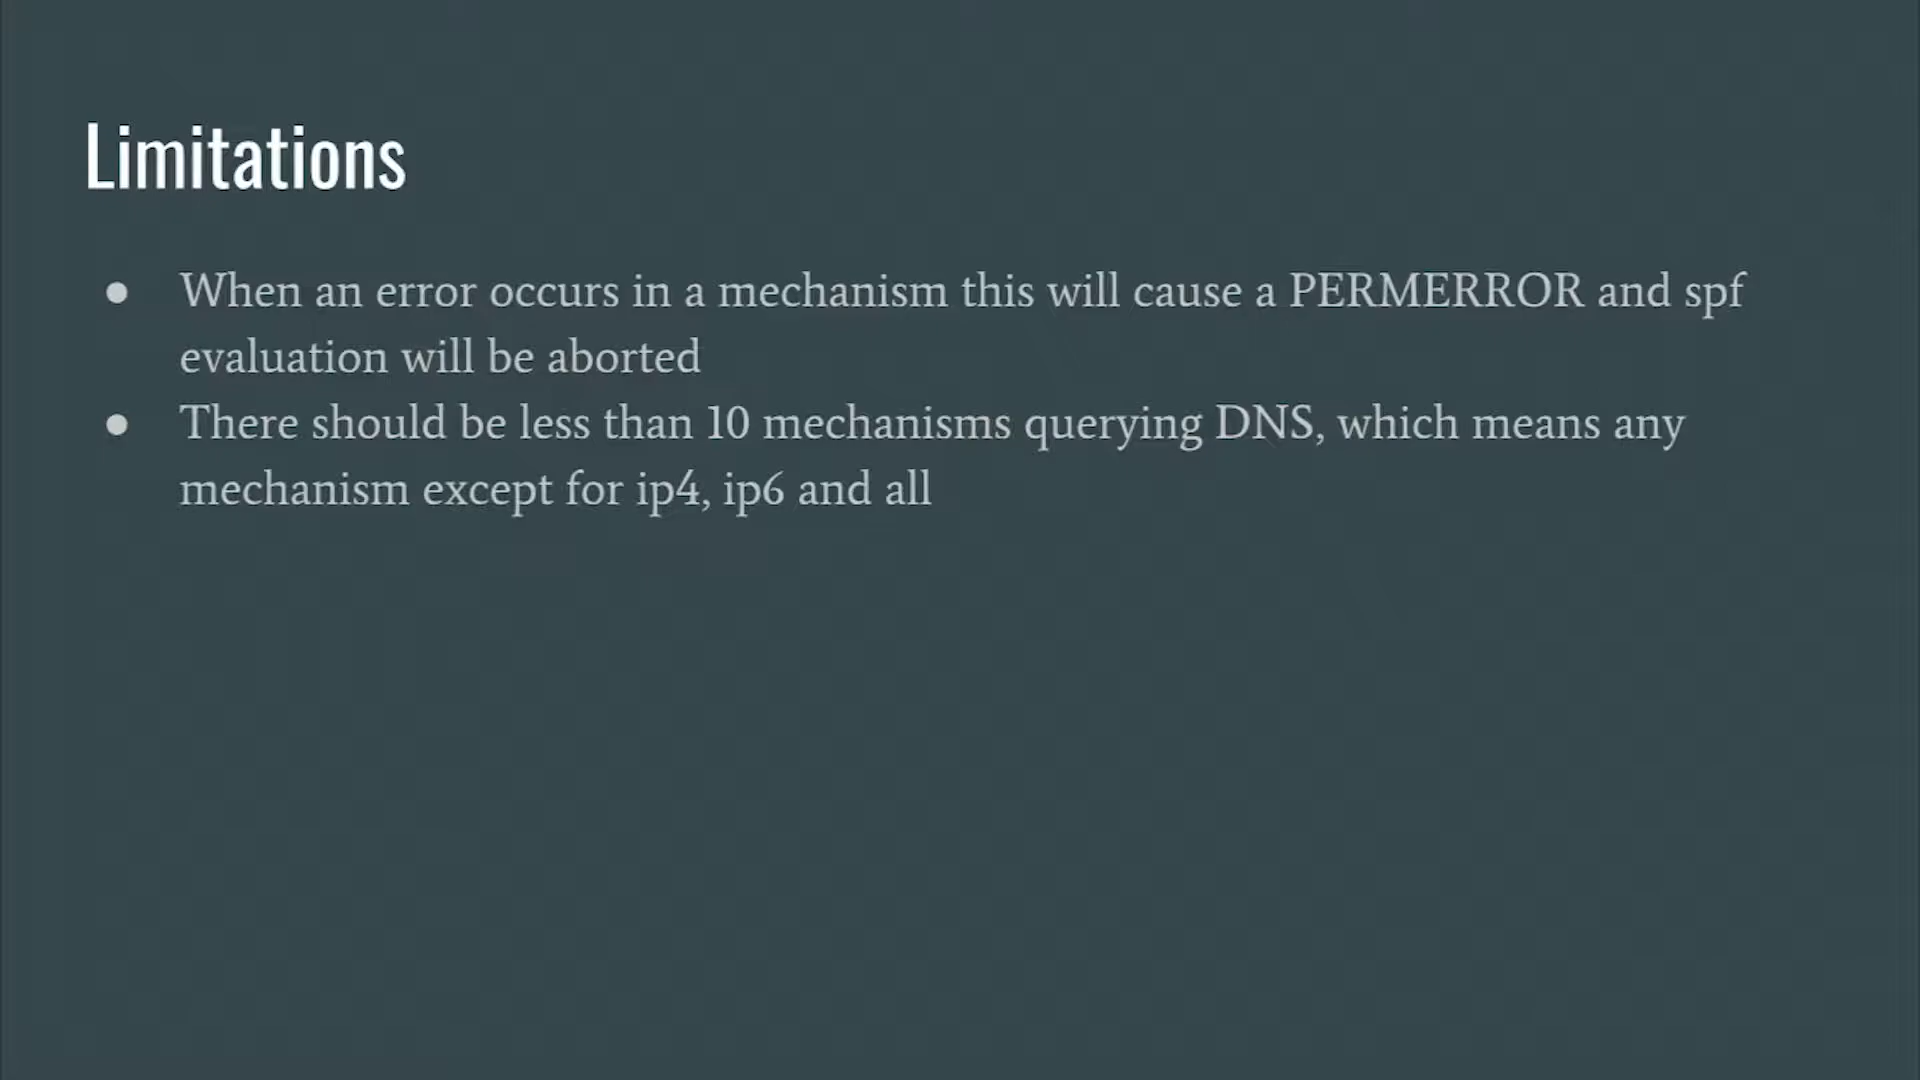 Limitations
● When an error occurs in a mechanism this will cause a PERMERROR and spf
evaluation will be aborted
● There should be less than 10 mechanisms querying DNS, which means any
mechanism except for ip4, ip6 and all